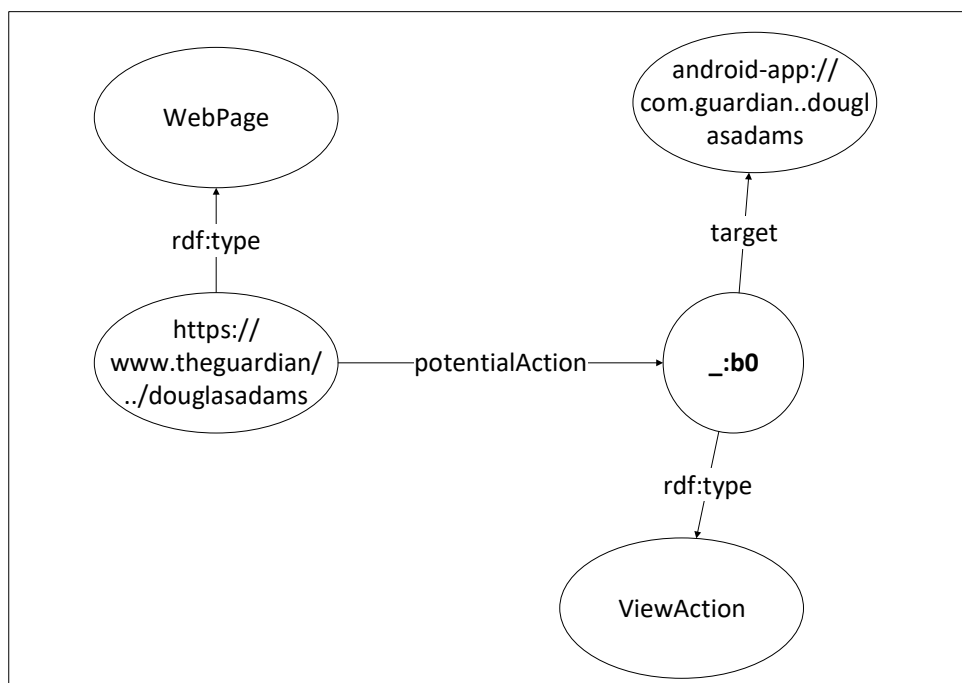 WebPage
android-app://
com.guardian..dougl
asadams
rdf:type
target
https://
www.theguardian/
../douglasadams
potentialAction
_:b0
rdf:type
ViewAction